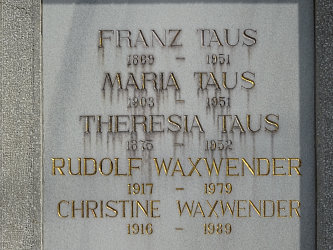 FRANZ TAUS
1869 - 1951
MARIA TAUS
1903 - 1951
THERESIA TAUS
1875 - 1952
RUDOLF WAXWENDER
1917 - 1979
CHRISTINE WAXWENDER
1916 - 1989